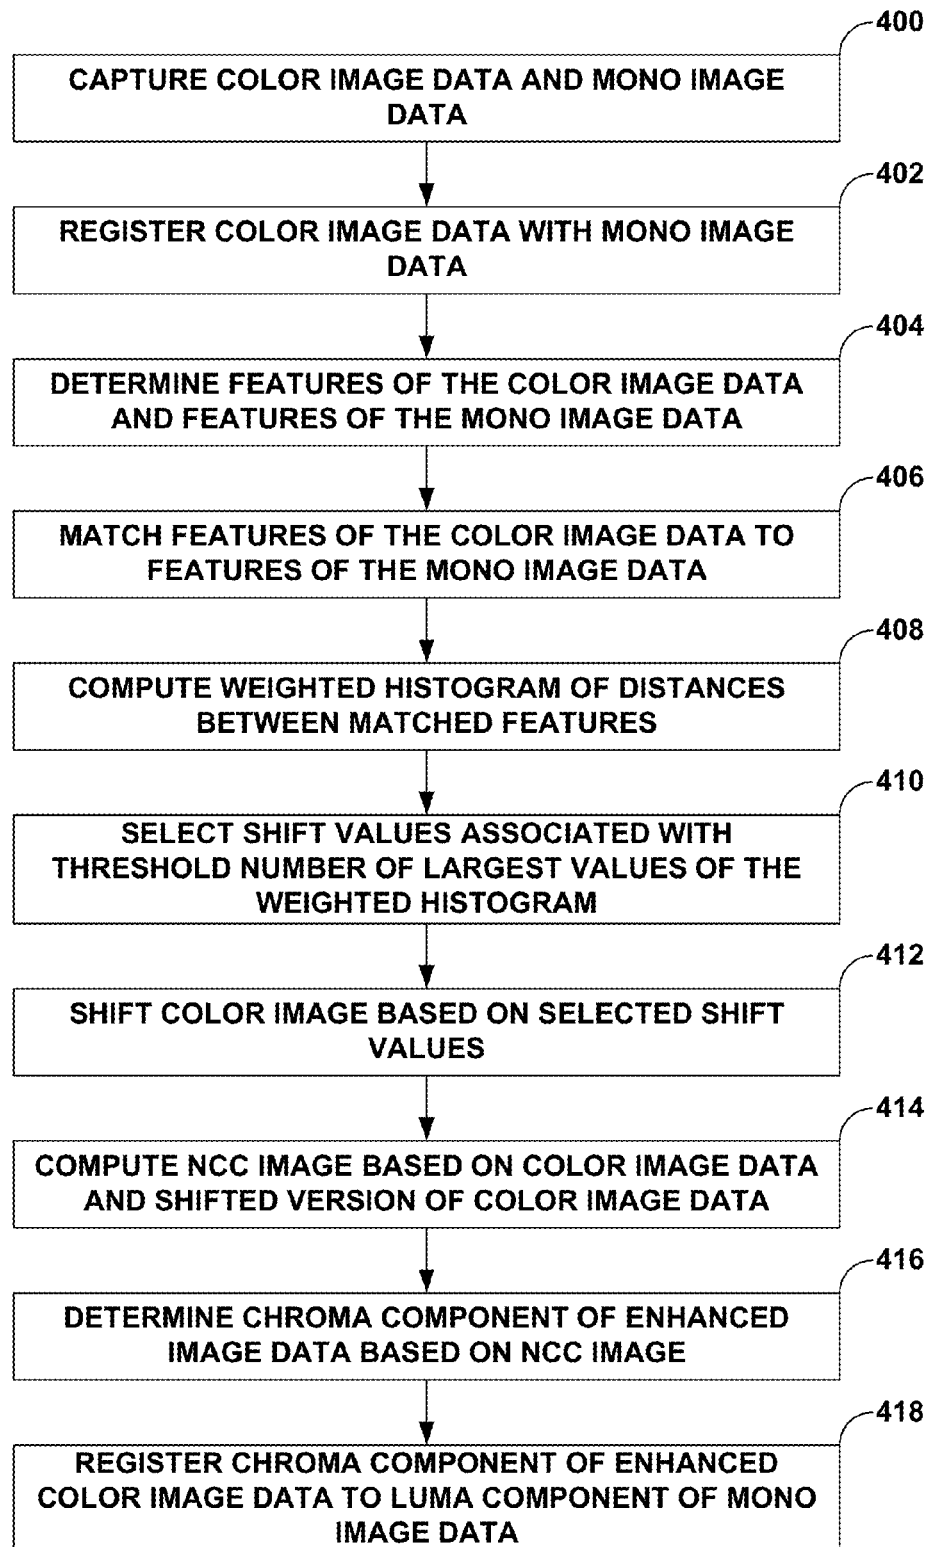 400
CAPTURE COLOR IMAGE DATA AND MONO IMAGE
DATA
402
REGISTER COLOR IMAGE DATA WITH MONO IMAGE
DATA
404
DETERMINE FEATURES OF THE COLOR IMAGE DATA
AND FEATURES OF THE MONO IMAGE DATA
406
MATCH FEATURES OF THE COLOR IMAGE DATA TO
FEATURES OF THE MONO IMAGE DATA
408
COMPUTE WEIGHTED HISTOGRAM OF DISTANCES
BETWEEN MATCHED FEATURES
410
SELECT SHIFT VALUES ASSOCIATED WITH
THRESHOLD NUMBER OF LARGEST VALUES OF THE
WEIGHTED HISTOGRAM
412
SHIFT COLOR IMAGE BASED ON SELECTED SHIFT
VALUES
414
COMPUTE NCC IMAGE BASED ON COLOR IMAGE DATA
AND SHIFTED VERSION OF COLOR IMAGE DATA
416
DETERMINE CHROMA COMPONENT OF ENHANCED
IMAGE DATA BASED ON NCC IMAGE
418
REGISTER CHROMA COMPONENT OF ENHANCED
COLOR IMAGE DATA TO LUMA COMPONENT OF MONO
IMAGE DATA